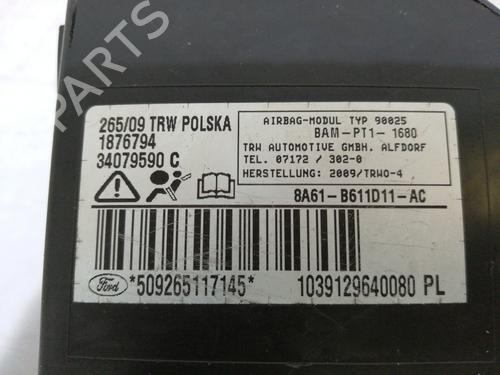 265/09 TRW POLSKA
1876794
34079590 C
AIRBAG-MODUL TYP 90025
BAM-PT1-1680
TRW AUTOMOTIVE GMBH. ALFDORF
TEL. 07172 / 302-0
HERSTELLUNG: 2009/TRWO-4
8A61-B611D11-AC
Ford *509265117145* 1039129640080 PL
B-PARTS